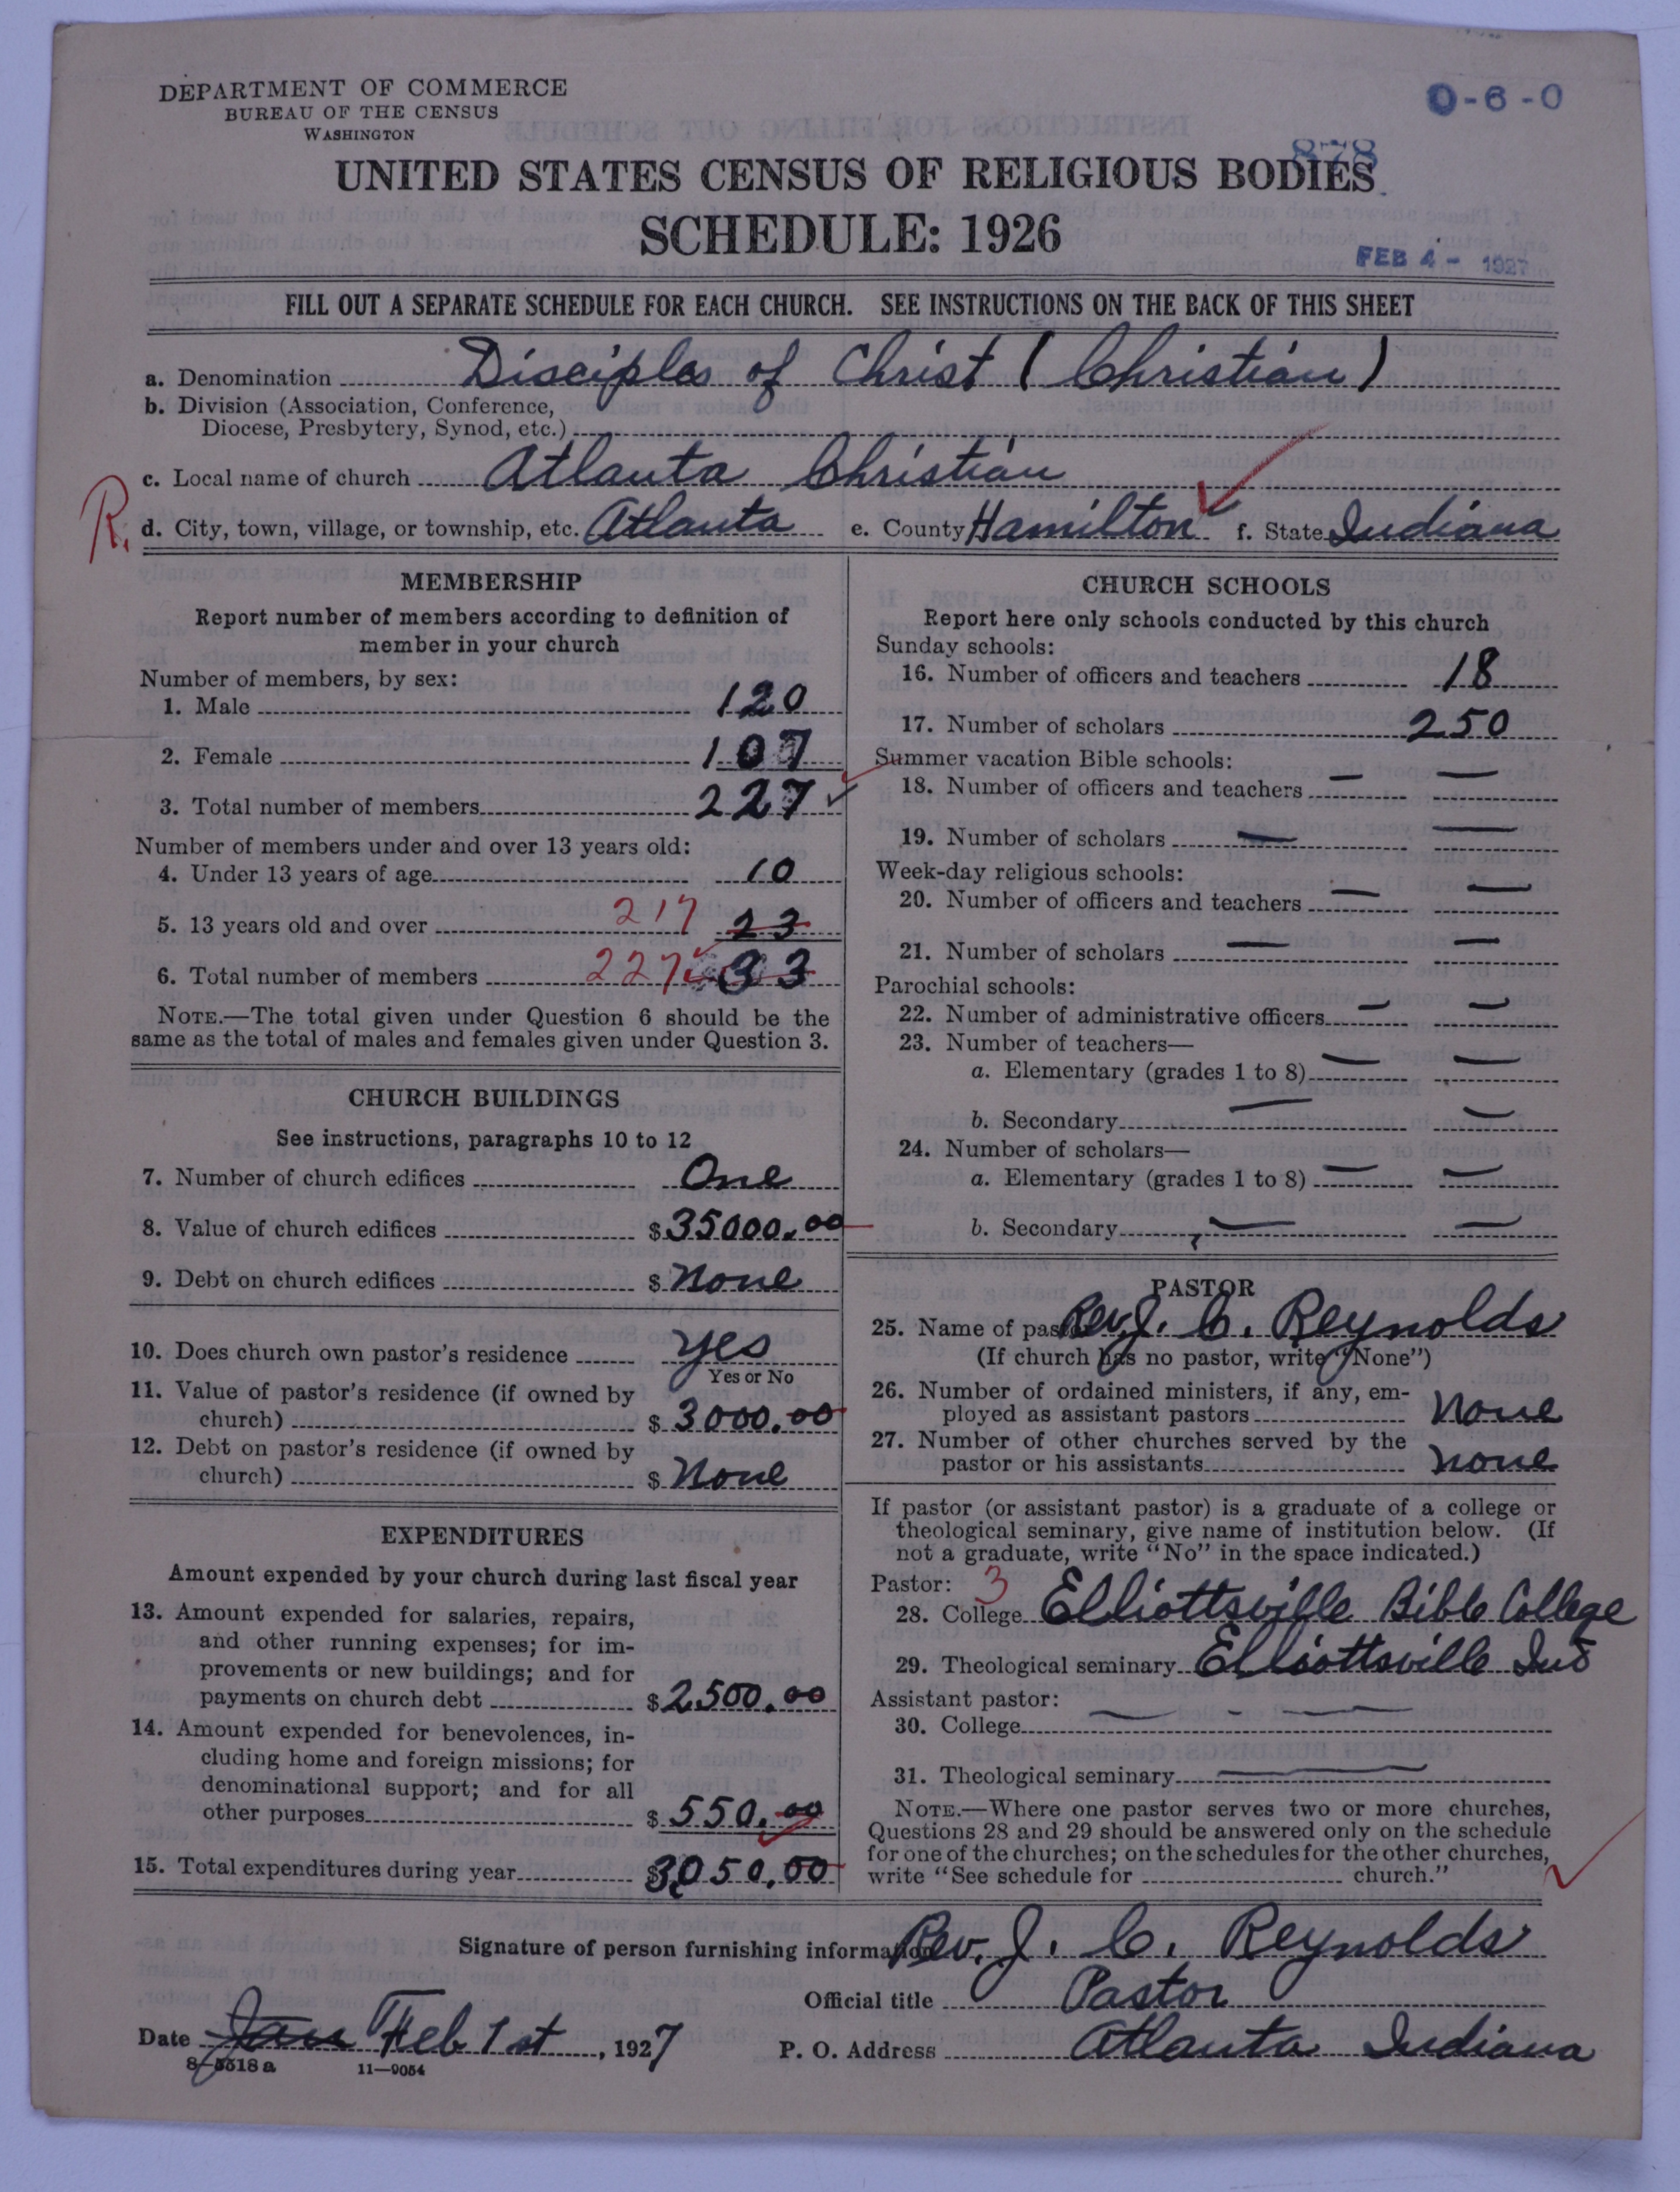 DEPARTMENT OF COMMERCE
BUREAU OF THE CENSUS
WASHINGTON
0-6-0
878
UNITED STATES CENSUS OF RELIGIOUS BODIES
SCHEDULE: 1926
FEB 4 - 1927
FILL OUT A SEPARATE SCHEDULE FOR EACH CHURCH. SEE INSTRUCTIONS ON THE BACK OF THIS SHEET
a. Denomination Disciples of Christ (Christian)
b. Division (Association, Conference,
Diocese, Presbytery, Synod, etc.)
c. Local name of church Atlanta Christian
R. d. City, town, village, or township, etc. Atlanta e. County Hamilton f. State Indiana
MEMBERSHIP
Report number of members according to definition of
member in your church
Number of members, by sex:
1. Male 120
2. Female 107
3. Total number of members 227
Number of members under and over 13 years old:
4. Under 13 years of age 10
5. 13 years old and over 217 23
6. Total number of members 227 33
NOTE.—The total given under Question 6 should be the
same as the total of males and females given under Question 3.
CHURCH BUILDINGS
See instructions, paragraphs 10 to 12
7. Number of church edifices One
8. Value of church edifices $35000.00
9. Debt on church edifices $ None
10. Does church own pastor's residence yes
Yes or No
11. Value of pastor's residence (if owned by
church) $ 3000.00
12. Debt on pastor's residence (if owned by
church) $ None
EXPENDITURES
Amount expended by your church during last fiscal year
13. Amount expended for salaries, repairs,
and other running expenses; for im-
provements or new buildings; and for
payments on church debt $2,500.00
14. Amount expended for benevolences, in-
cluding home and foreign missions; for
denominational support; and for all
other purposes $ 550.00
15. Total expenditures during year $3,050.00
CHURCH SCHOOLS
Report here only schools conducted by this church
Sunday schools:
16. Number of officers and teachers 18
17. Number of scholars 250
Summer vacation Bible schools:
18. Number of officers and teachers — —
19. Number of scholars — —
Week-day religious schools:
20. Number of officers and teachers — —
21. Number of scholars — —
Parochial schools:
22. Number of administrative officers — —
23. Number of teachers—
a. Elementary (grades 1 to 8) — —
b. Secondary — —
24. Number of scholars—
a. Elementary (grades 1 to 8) — —
b. Secondary — —
PASTOR
25. Name of pastor Rev. J. C. Reynolds
(If church has no pastor, write "None")
26. Number of ordained ministers, if any, em-
ployed as assistant pastors None
27. Number of other churches served by the
pastor or his assistants none
If pastor (or assistant pastor) is a graduate of a college or
theological seminary, give name of institution below. (If
not a graduate, write "No" in the space indicated.)
Pastor: 3
28. College Elliottsville Bible College
29. Theological seminary Elliottsville Ind
Assistant pastor:
30. College — - —
31. Theological seminary —
NOTE.—Where one pastor serves two or more churches,
Questions 28 and 29 should be answered only on the schedule
for one of the churches; on the schedules for the other churches,
write "See schedule for church."
Signature of person furnishing information Rev. J. C. Reynolds
Official title Pastor
Date Jan Feb 1st, 1927
P. O. Address Atlanta Indiana
8-5518a 11—9054